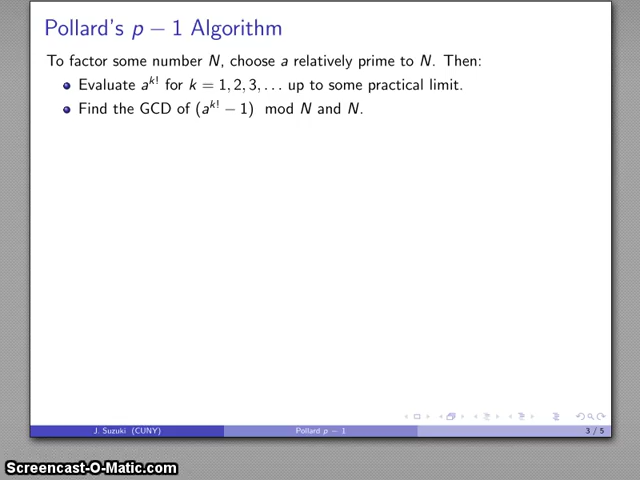 Pollard's p − 1 Algorithm
To factor some number N, choose a relatively prime to N. Then:
Evaluate a^{k!} for k = 1, 2, 3, . . . up to some practical limit.
Find the GCD of (a^{k!} − 1) mod N and N.
J. Suzuki (CUNY) Pollard p − 1 3 / 5
Screencast-O-Matic.com